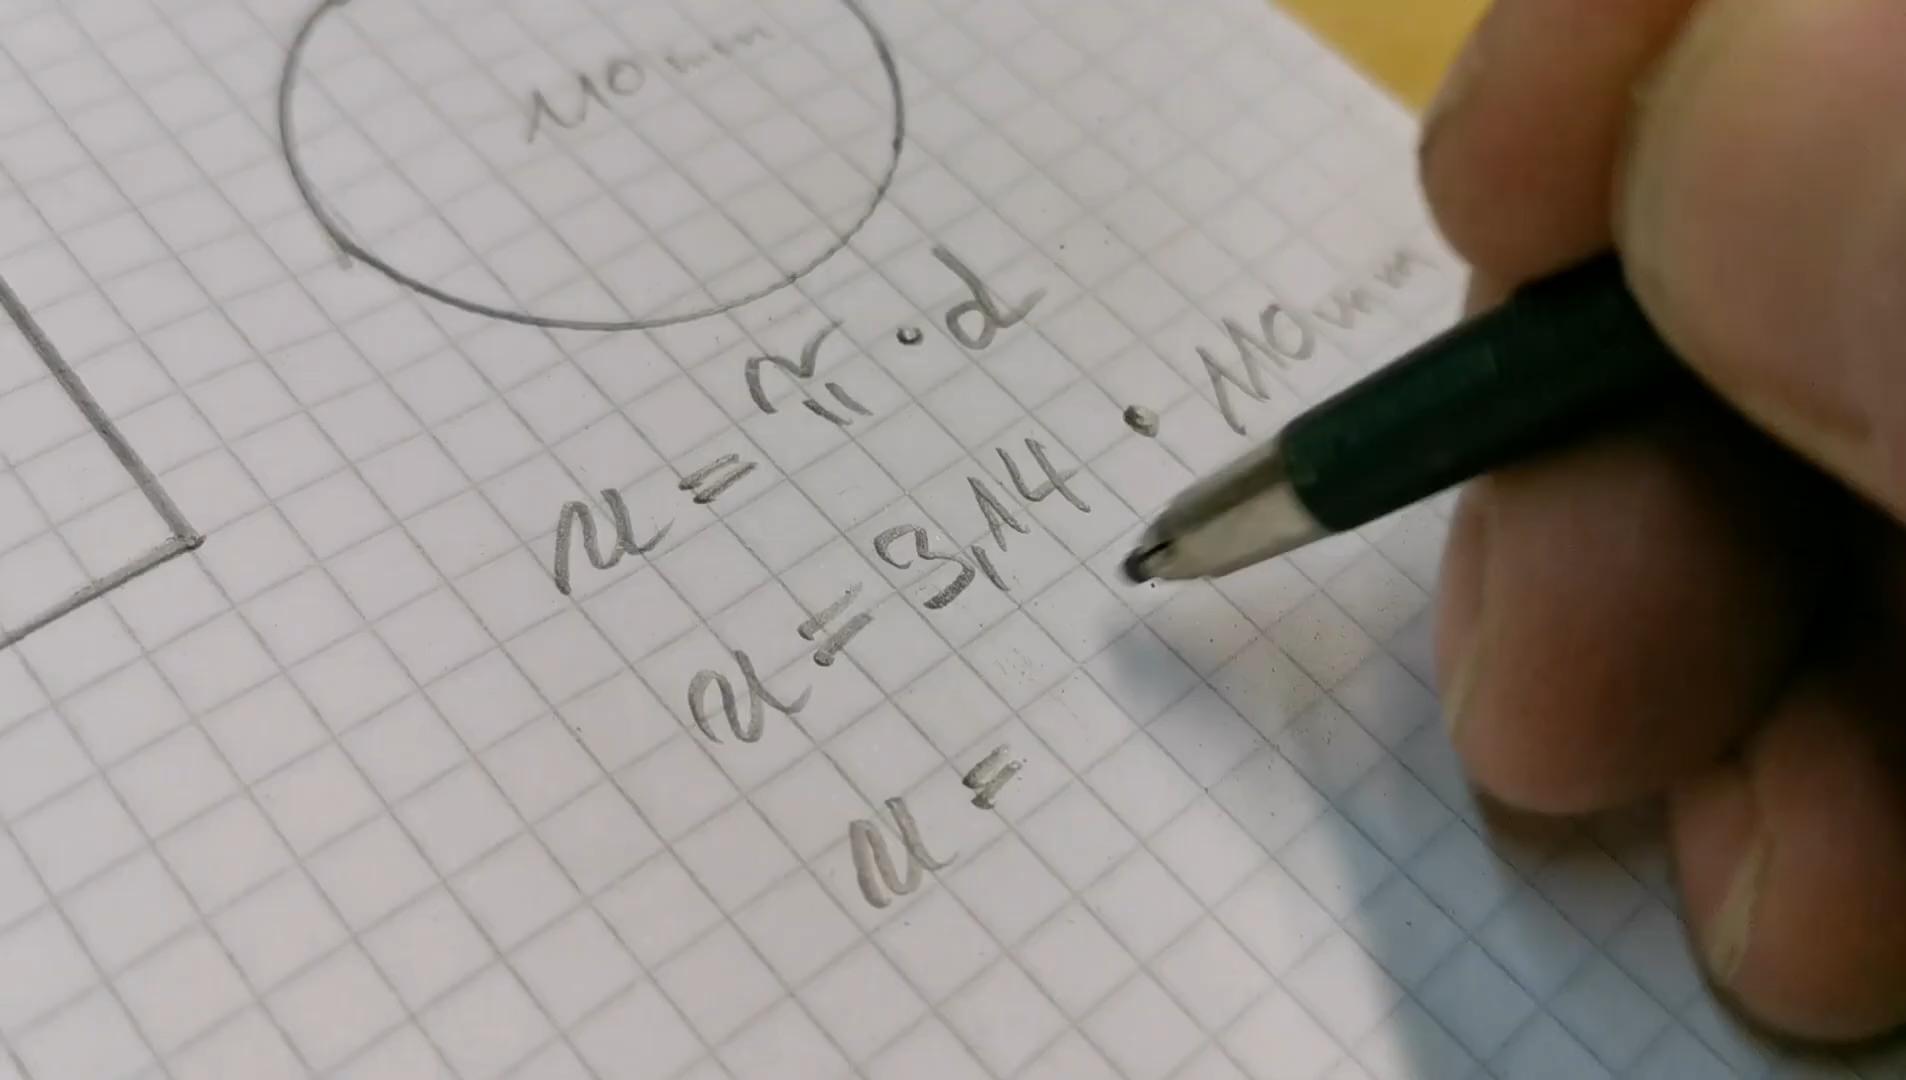 110 mm
u = π · d
u = 3,14 · 110 mm
u =